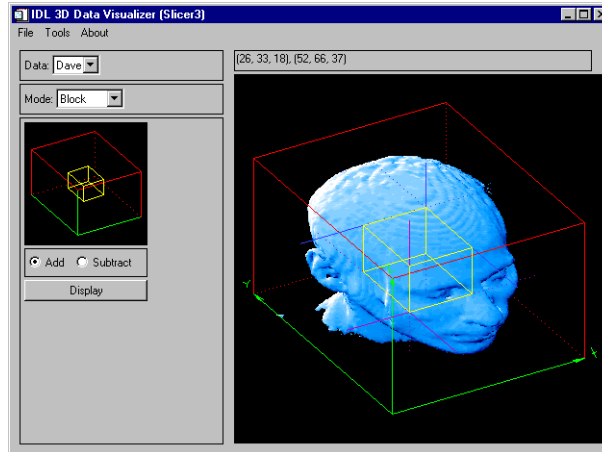 IDL 3D Data Visualizer (Slicer3)
File Tools About
Data: Dave
(26, 33, 18), (52, 66, 37)
Mode: Block
Add Subtract
Display
Y
X